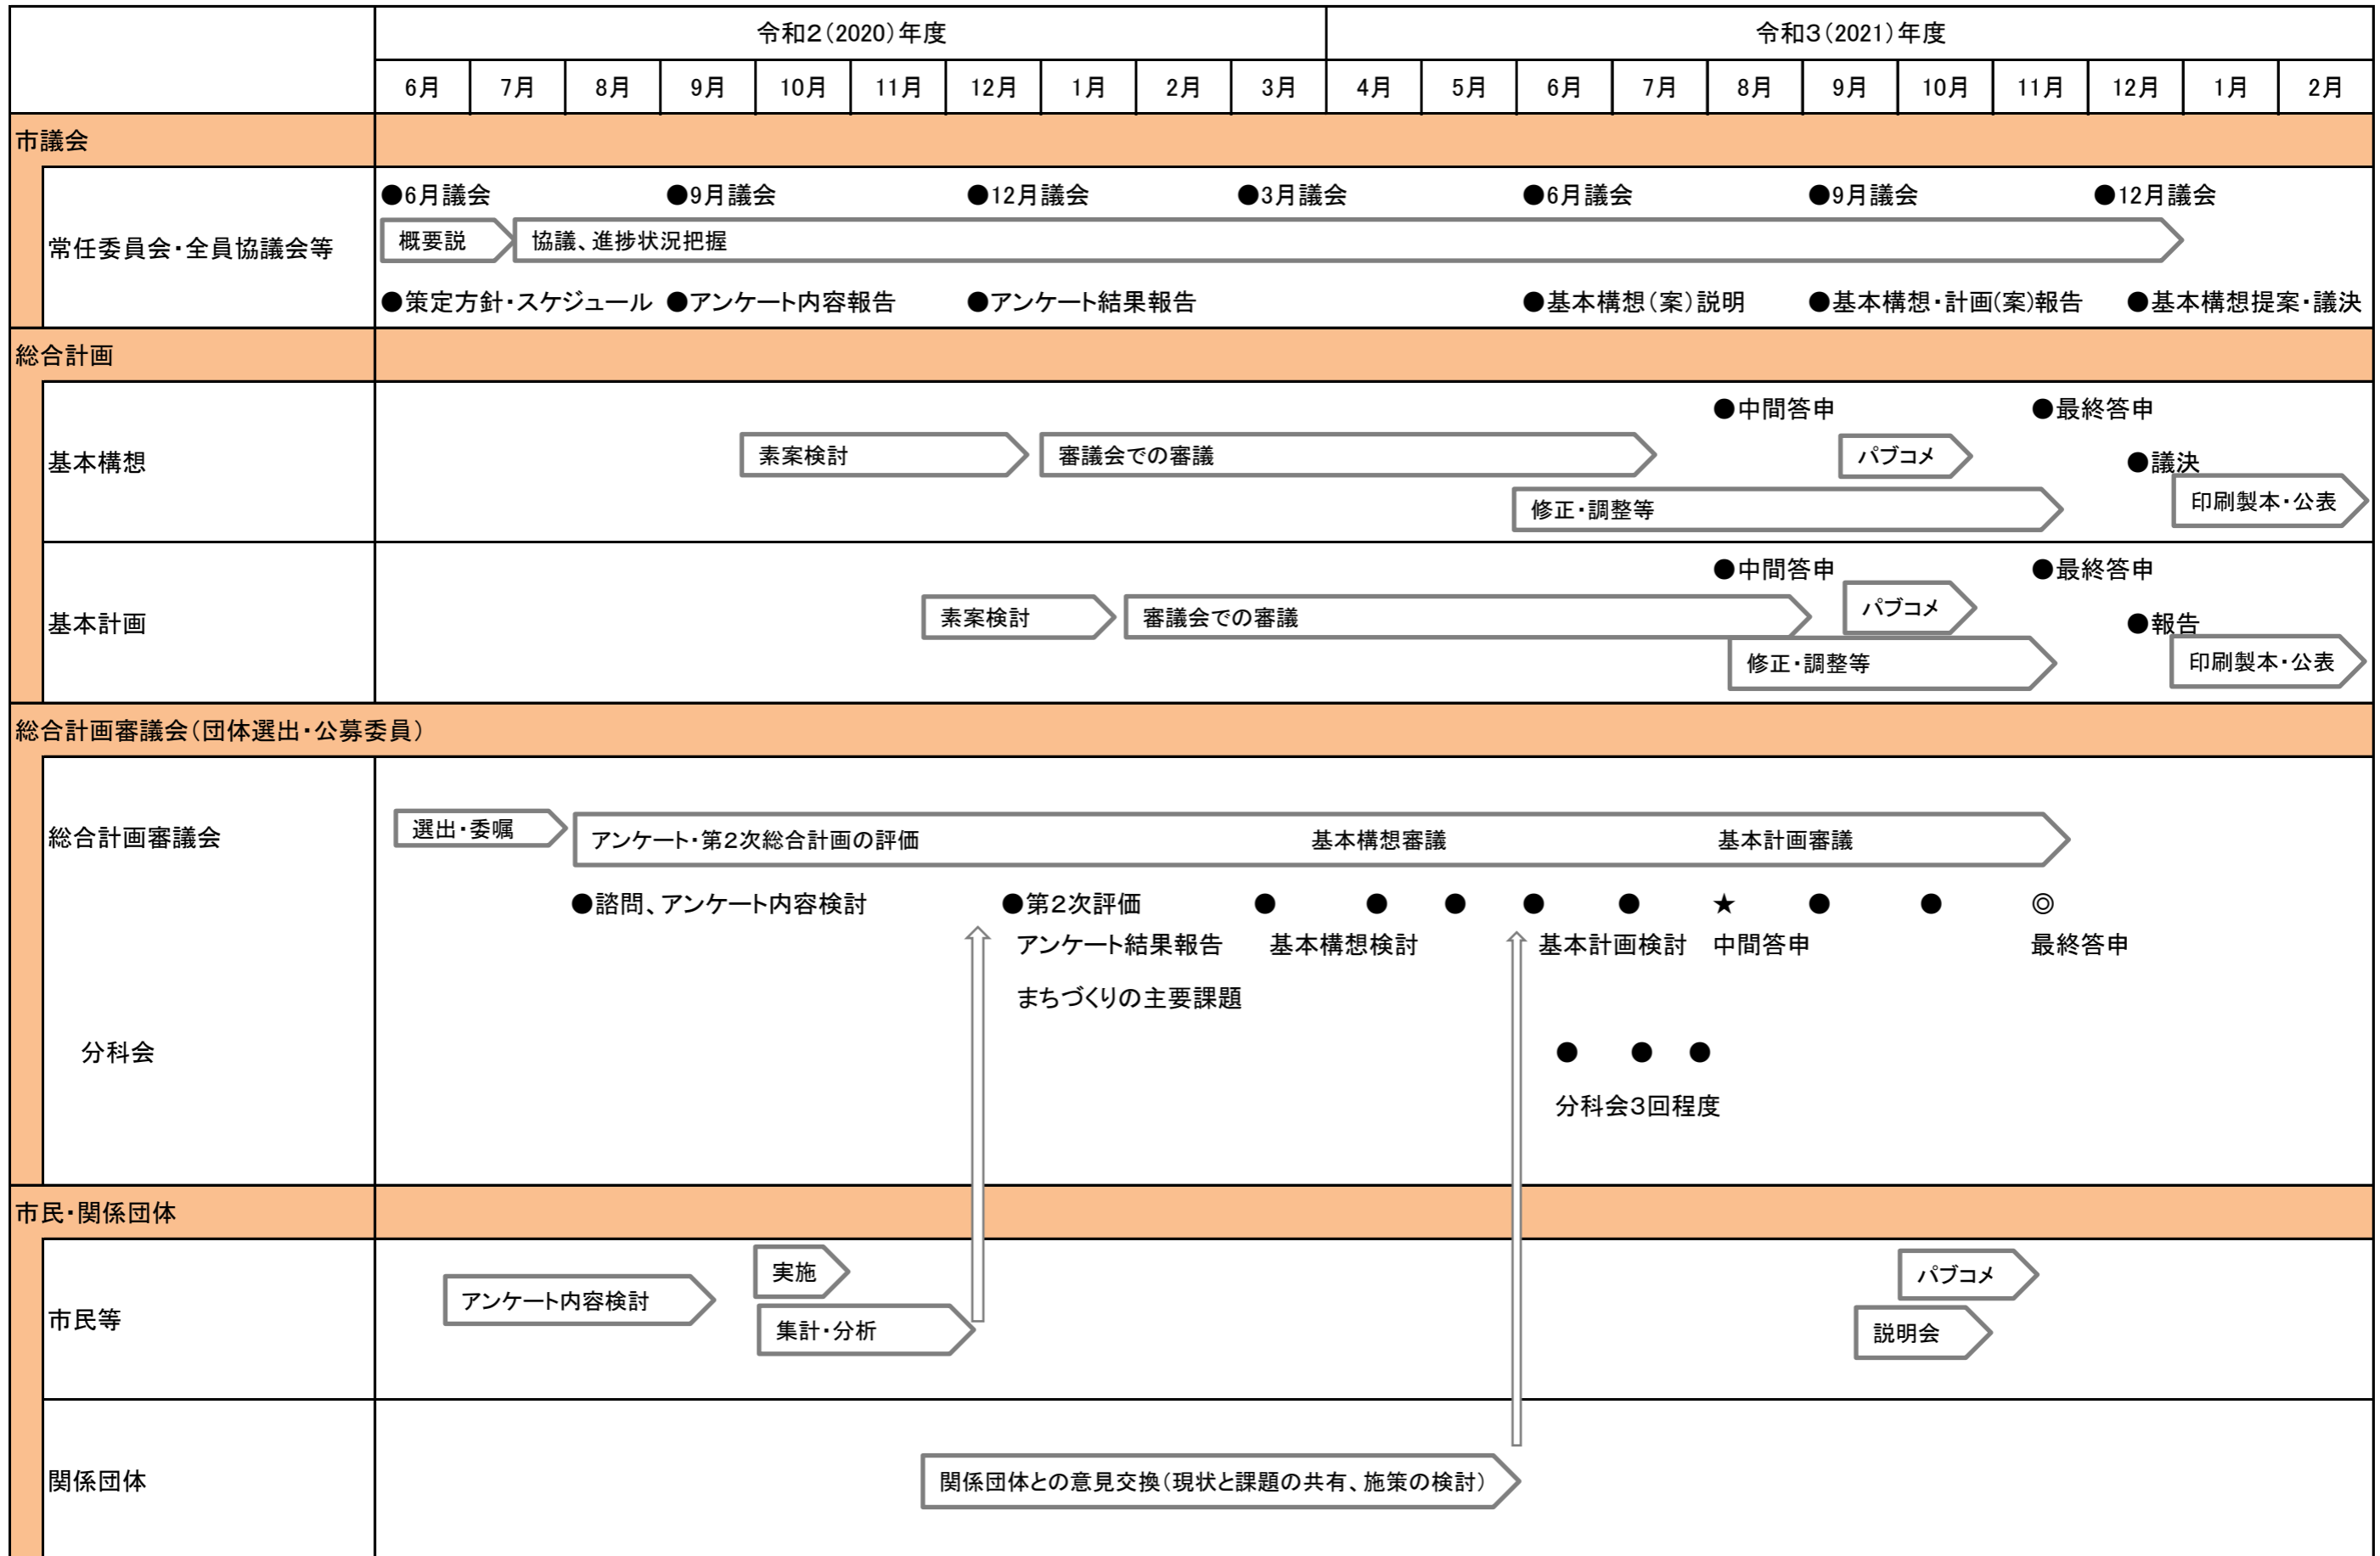 令和２（2020）年度 令和３（2021）年度
6月 7月 8月 9月 10月 11月 12月 1月 2月 3月 4月 5月 6月 7月 8月 9月 10月 11月 12月 1月 2月
市議会
●6月議会 ●9月議会 ●12月議会 ●3月議会 ●6月議会 ●9月議会 ●12月議会
常任委員会・全員協議会等 概要説 協議、進捗状況把握
●策定方針・スケジュール ●アンケート内容報告 ●アンケート結果報告 ●基本構想（案）説明 ●基本構想・計画(案)報告 ●基本構想提案・議決
総合計画
●中間答申 ●最終答申
基本構想 素案検討 審議会での審議 パブコメ ●議決
修正・調整等 印刷製本・公表
●中間答申 ●最終答申
基本計画 素案検討 審議会での審議 パブコメ ●報告
修正・調整等 印刷製本・公表
総合計画審議会（団体選出・公募委員）
総合計画審議会 選出・委嘱 アンケート・第２次総合計画の評価 基本構想審議 基本計画審議
●諮問、アンケート内容検討 ●第２次評価 ● ● ● ● ● ★ ● ● ◎
アンケート結果報告 基本構想検討 基本計画検討 中間答申 最終答申
まちづくりの主要課題
分科会 ● ● ●
分科会３回程度
市民・関係団体
実施 パブコメ
市民等 アンケート内容検討
集計・分析 説明会
関係団体 関係団体との意見交換（現状と課題の共有、施策の検討）